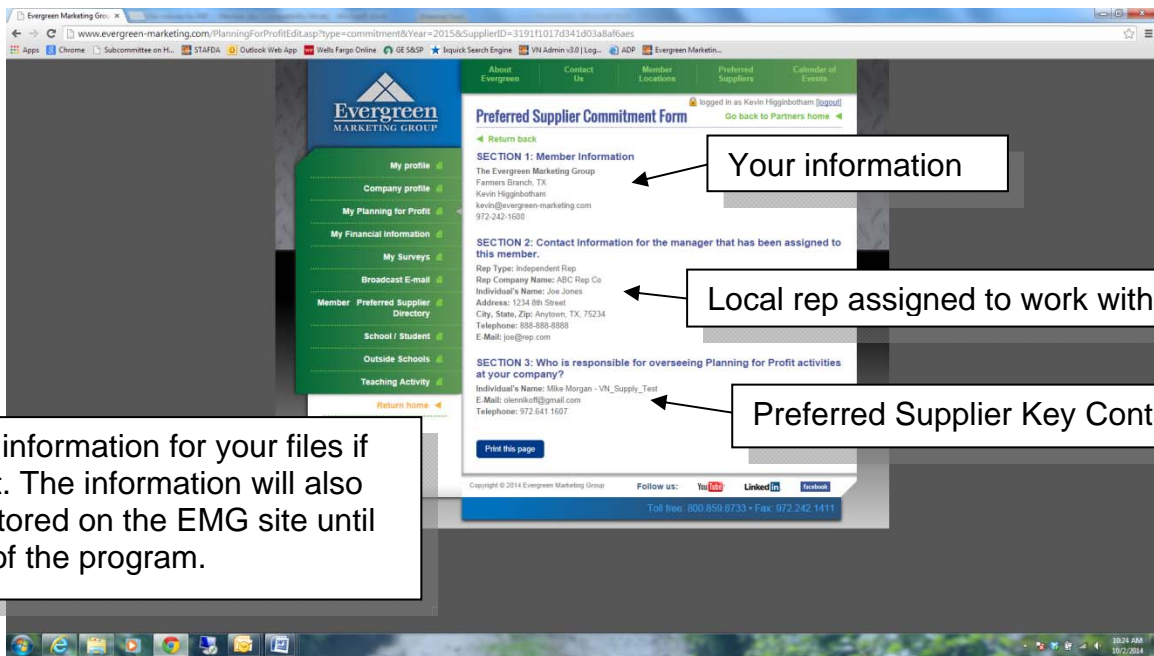 Evergreen Marketing Grou
www.evergreen-marketing.com/PlanningForProfitEdit.asp?type=commitment&Year=2015&SupplierID=3191f1017d341d03a8af6aes
Apps Chrome Subcommittee on H... STAFDA Outlook Web App Wells Fargo Online GE S&SP Ixquick Search Engine VN Admin v3.0 | Log... ADP Evergreen Marketin...
About Evergreen
Contact Us
Member Locations
Preferred Suppliers
Calendar of Events
Evergreen
MARKETING GROUP
logged in as Kevin Higginbotham [logout]
Preferred Supplier Commitment Form
Go back to Partners home
Return back
My profile
Company profile
My Planning for Profit
My Financial Information
My Surveys
Broadcast E-mail
Member Preferred Supplier
Directory
School / Student
Outside Schools
Teaching Activity
Return home
SECTION 1: Member Information
The Evergreen Marketing Group
Farmers Branch, TX
Kevin Higginbotham
kevin@evergreen-marketing.com
972-242-1600
Your information
SECTION 2: Contact Information for the manager that has been assigned to
this member.
Rep Type: Independent Rep
Rep Company Name: ABC Rep Co
Individual's Name: Joe Jones
Address: 1234 8th Street
City, State, Zip: Anytown, TX, 75234
Telephone: 888-888-8888
E-Mail: joe@rep.com
Local rep assigned to work with
SECTION 3: Who is responsible for overseeing Planning for Profit activities
at your company?
Individual's Name: Mike Morgan - VN_Supply_Test
E-Mail: olennikoff@gmail.com
Telephone: 972.641.1607
Preferred Supplier Key Cont
Print this page
information for your files if
. The information will also
tored on the EMG site until
of the program.
Copyright © 2014 Evergreen Marketing Group
Follow us: YouTube Linked in facebook
Toll free: 800.859.8733 • Fax: 972.242.1411
10:24 AM
10/2/2014